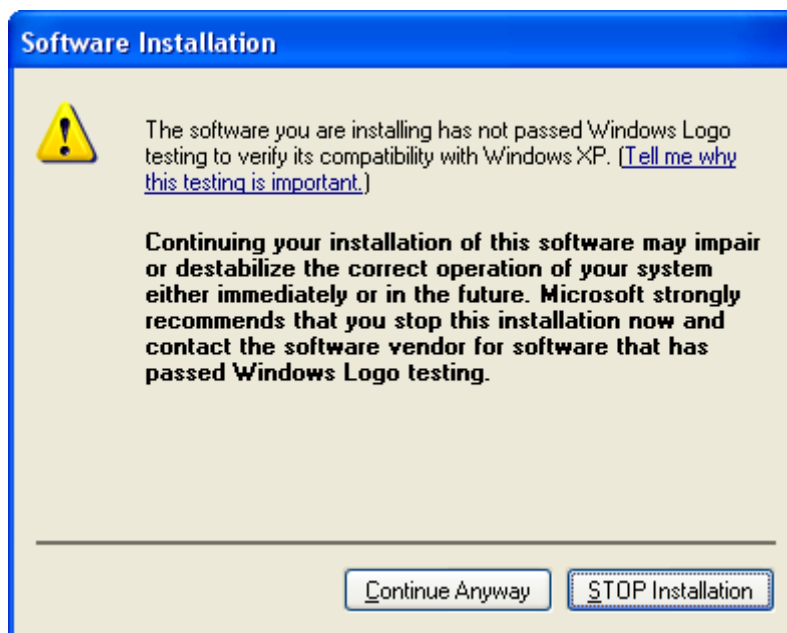 Software Installation
The software you are installing has not passed Windows Logo
testing to verify its compatibility with Windows XP. (Tell me why
this testing is important.)
Continuing your installation of this software may impair
or destabilize the correct operation of your system
either immediately or in the future. Microsoft strongly
recommends that you stop this installation now and
contact the software vendor for software that has
passed Windows Logo testing.
Continue Anyway
STOP Installation